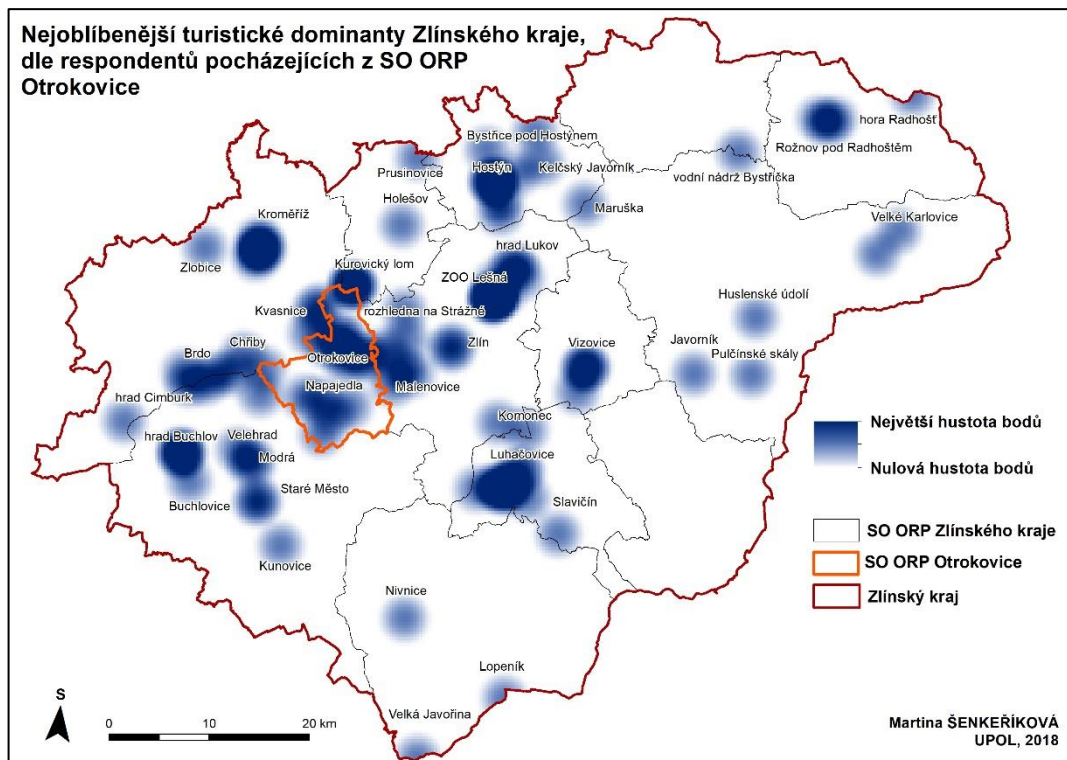 Nejoblíbenější turistické dominanty Zlínského kraje,
dle respondentů pocházejících z SO ORP
Otrokovice
hora Radhošť
Rožnov pod Radhoštěm
Bystřice pod Hostýnem
Hostýn
Kelčský Javorník
Prusinovice
vodní nádrž Bystřička
Holešov
Maruška
Kroměříž
Velké Karlovice
Zlobice
hrad Lukov
Kurovický lom
ZOO Lešná
Kvasnice
rozhledna na Strážné
Huslenské údolí
Chřiby
Zlín
Brdo
Otrokovice
Vizovice
Javorník
Pulčínské skály
Napajedla
Malenovice
hrad Cimburk
Komonec
hrad Buchlov
Velehrad
Modrá
Luhačovice
Staré Město
Buchlovice
Slavičín
Kunovice
Nivnice
Lopeník
Velká Javořina
Největší hustota bodů
Nulová hustota bodů
SO ORP Zlínského kraje
SO ORP Otrokovice
Zlínský kraj
S
0 10 20 km
Martina ŠENKEŘÍKOVÁ
UPOL, 2018